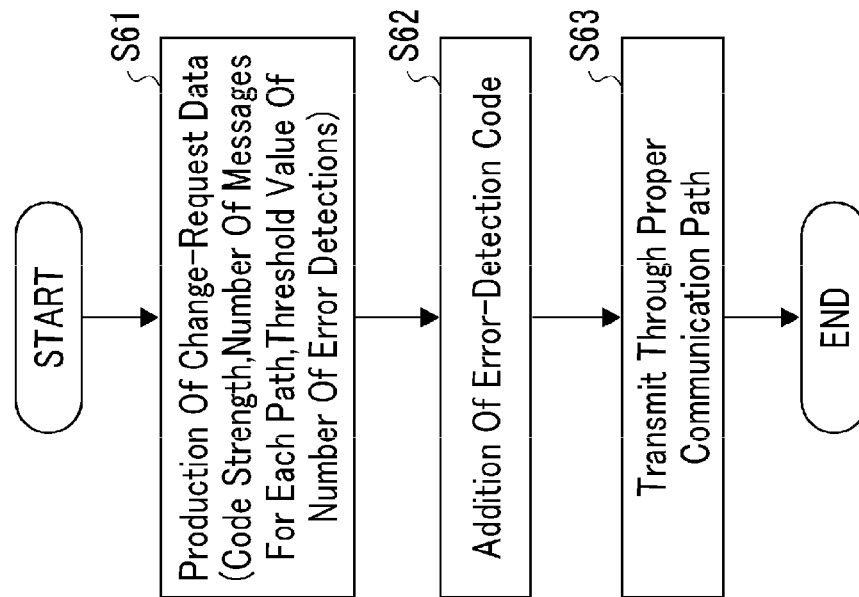 START
S61
Production Of Change-Request Data
(Code Strength,Number Of Messages
For Each Path,Threshold Value Of
Number Of Error Detections)
S62
Addition Of Error-Detection Code
S63
Transmit Through Proper
Communication Path
END